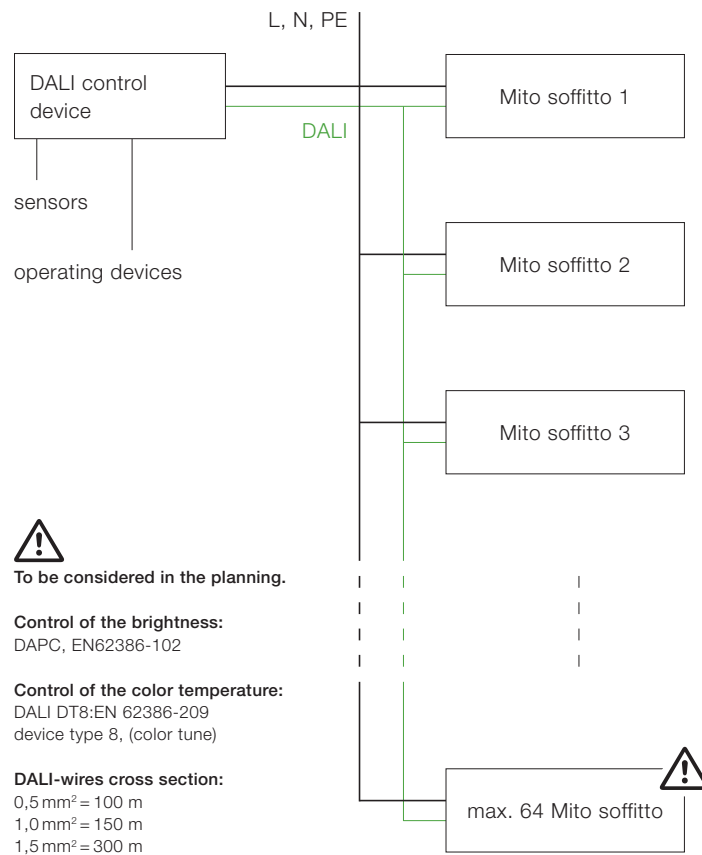 L, N, PE
DALI control
device
Mito soffitto 1
DALI
sensors
operating devices
Mito soffitto 2
Mito soffitto 3
To be considered in the planning.
Control of the brightness:
DAPC, EN62386-102
Control of the color temperature:
DALI DT8:EN 62386-209
device type 8, (color tune)
DALI-wires cross section:
0,5 mm² = 100 m
1,0 mm² = 150 m
1,5 mm² = 300 m
max. 64 Mito soffitto